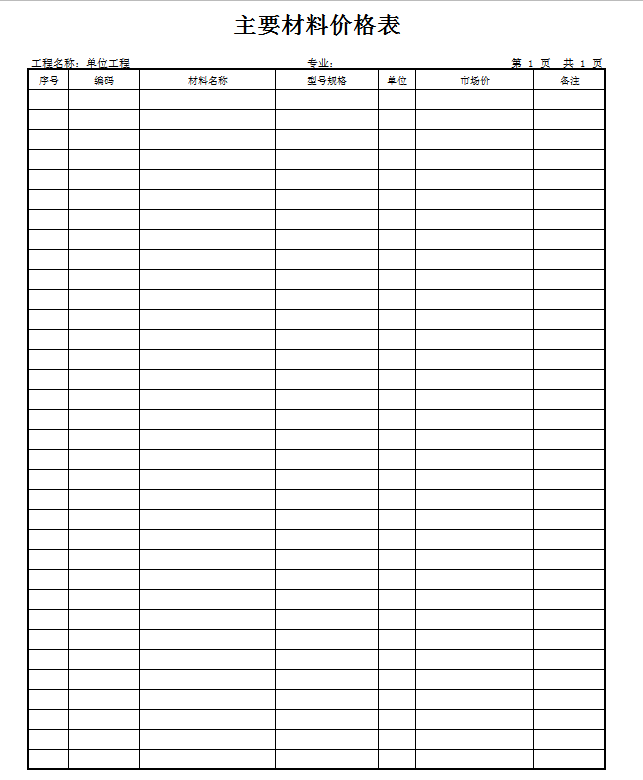 主要材料价格表
工程名称：单位工程 专业： 第 1 页 共 1 页
序号 编码 材料名称 型号规格 单位 市场价 备注